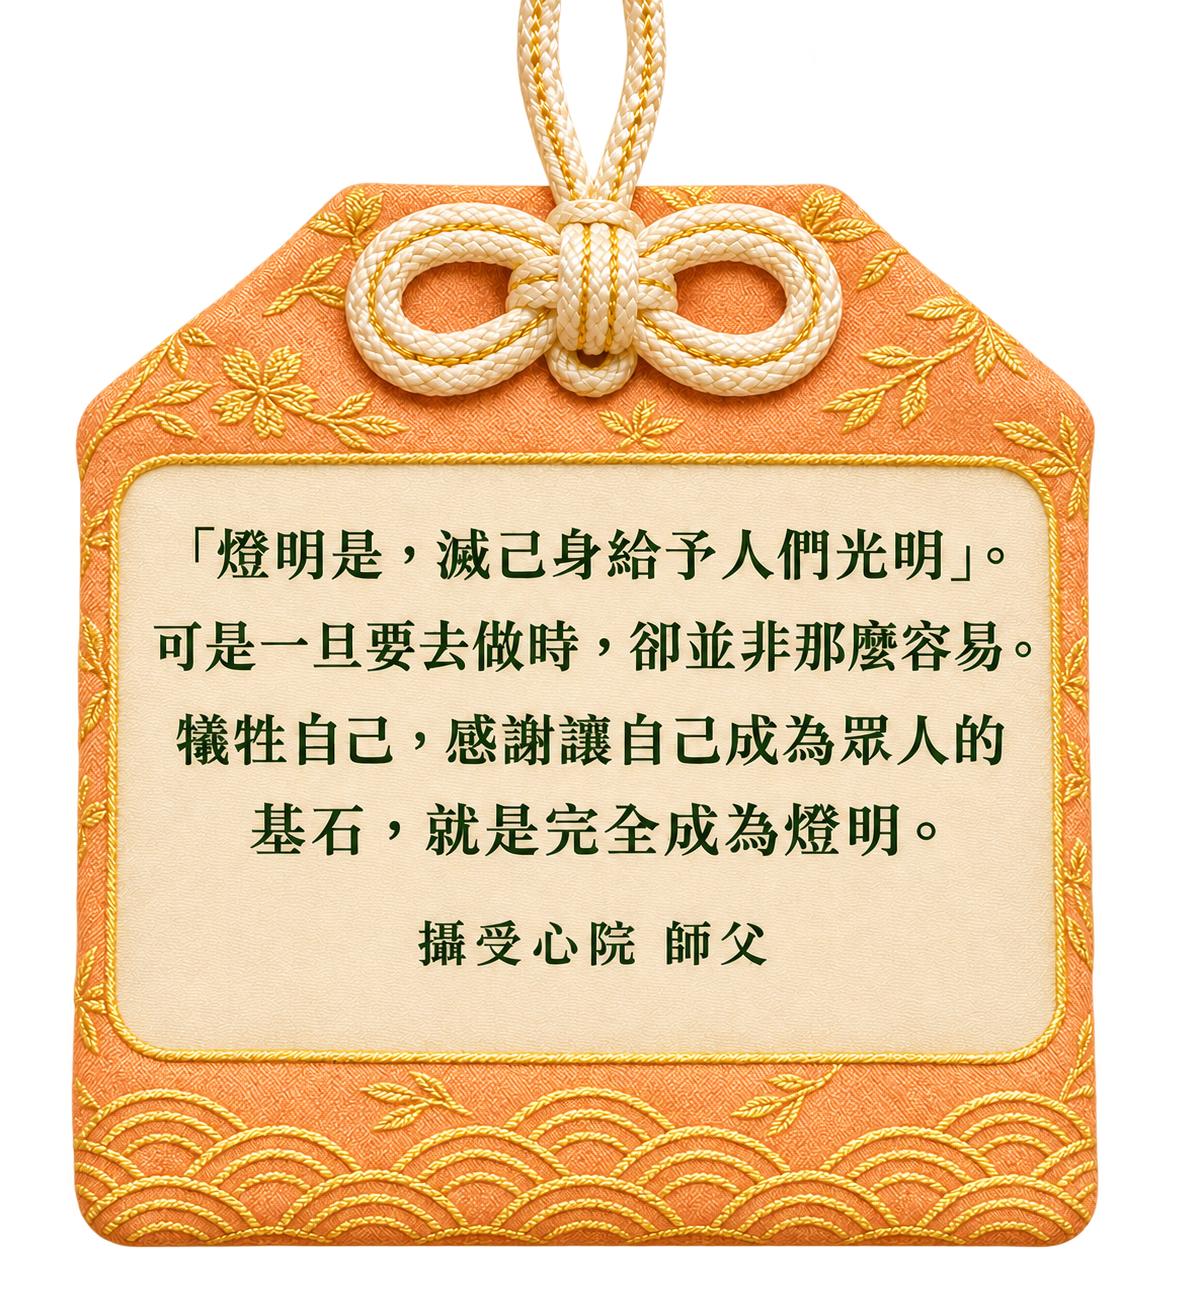 「燈明是，滅己身給予人們光明」。
可是一旦要去做時，卻並非那麼容易。
犧牲自己，感謝讓自己成為眾人的
基石，就是完全成為燈明。
攝受心院 師父